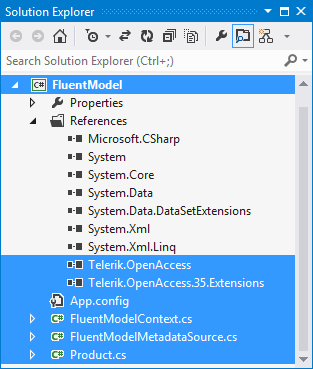 Solution Explorer
Search Solution Explorer (Ctrl+;)
C# FluentModel
Properties
References
Microsoft.CSharp
System
System.Core
System.Data
System.Data.DataSetExtensions
System.Xml
System.Xml.Linq
Telerik.OpenAccess
Telerik.OpenAccess.35.Extensions
App.config
C# FluentModelContext.cs
C# FluentModelMetadataSource.cs
C# Product.cs